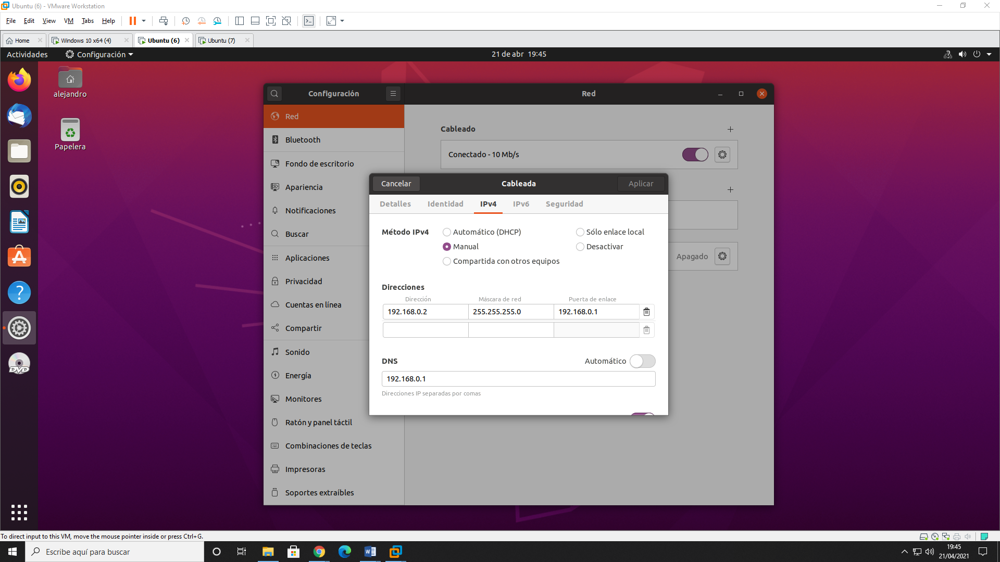 Ubuntu (6) - VMware Workstation
File Edit View VM Tabs Help
Home Windows 10 x64 (4) Ubuntu (6) Ubuntu (7)
Actividades Configuración 21 de abr 19:45
alejandro
Papelera
DVD
Configuración Red
Red
Bluetooth
Fondo de escritorio
Apariencia
Notificaciones
Buscar
Aplicaciones
Privacidad
Cuentas en línea
Compartir
Sonido
Energía
Monitores
Ratón y panel táctil
Combinaciones de teclas
Impresoras
Soportes extraíbles
Cableado
Conectado - 10 Mb/s
Apagado
Cancelar Cableada Aplicar
Detalles Identidad IPv4 IPv6 Seguridad
Método IPv4 Automático (DHCP) Sólo enlace local
Manual Desactivar
Compartida con otros equipos
Direcciones
Dirección Máscara de red Puerta de enlace
192.168.0.2 255.255.255.0 192.168.0.1
DNS Automático
192.168.0.1
Direcciones IP separadas por comas
To direct input to this VM, move the mouse pointer inside or press Ctrl+G.
Escribe aquí para buscar
19:45
21/04/2021